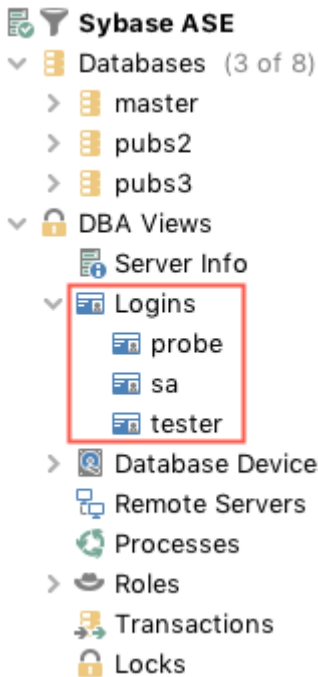 Sybase ASE
Databases (3 of 8)
master
pubs2
pubs3
DBA Views
Server Info
Logins
probe
sa
tester
Database Device
Remote Servers
Processes
Roles
Transactions
Locks